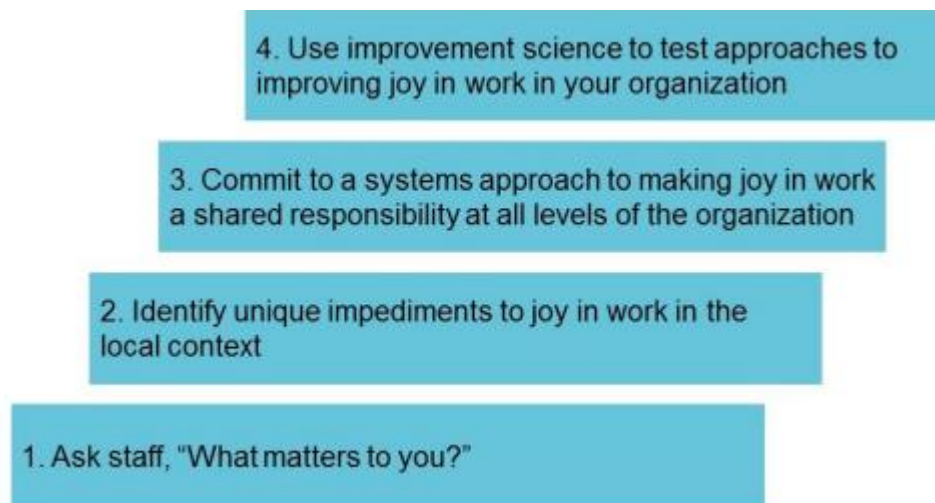 4. Use improvement science to test approaches to
improving joy in work in your organization
3. Commit to a systems approach to making joy in work
a shared responsibility at all levels of the organization
2. Identify unique impediments to joy in work in the
local context
1. Ask staff, “What matters to you?”